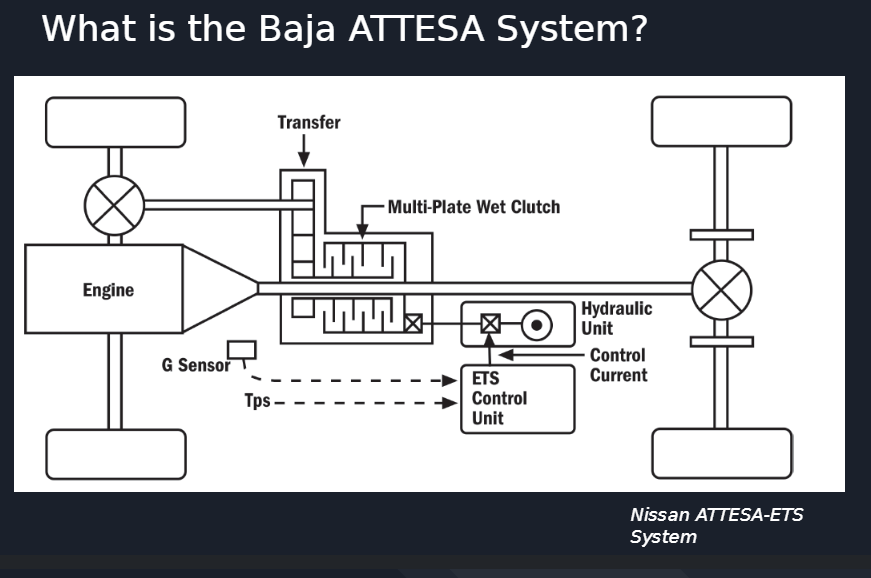 What is the Baja ATTESA System?
Transfer
Multi-Plate Wet Clutch
Engine
Hydraulic
Unit
G Sensor
Control
Current
Tps
ETS
Control
Unit
Nissan ATTESA-ETS
System